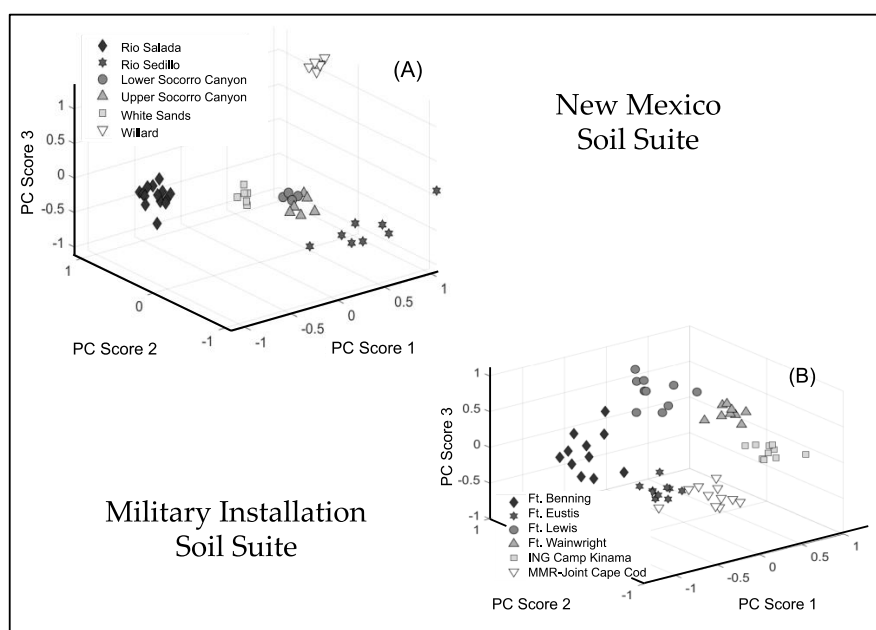 (A)
Rio Salada
Rio Sedillo
Lower Socorro Canyon
Upper Socorro Canyon
White Sands
Willard
PC Score 3
1
0.5
0
-0.5
-1
1
0
-1
PC Score 2
-1
-0.5
0
0.5
1
PC Score 1
New Mexico
Soil Suite
Military Installation
Soil Suite
(B)
PC Score 3
1
0.5
0
-0.5
-1
Ft. Benning
Ft. Eustis
Ft. Lewis
Ft. Wainwright
ING Camp Kinama
MMR-Joint Cape Cod
1
0
-1
PC Score 2
-1
-0.5
0
0.5
1
PC Score 1